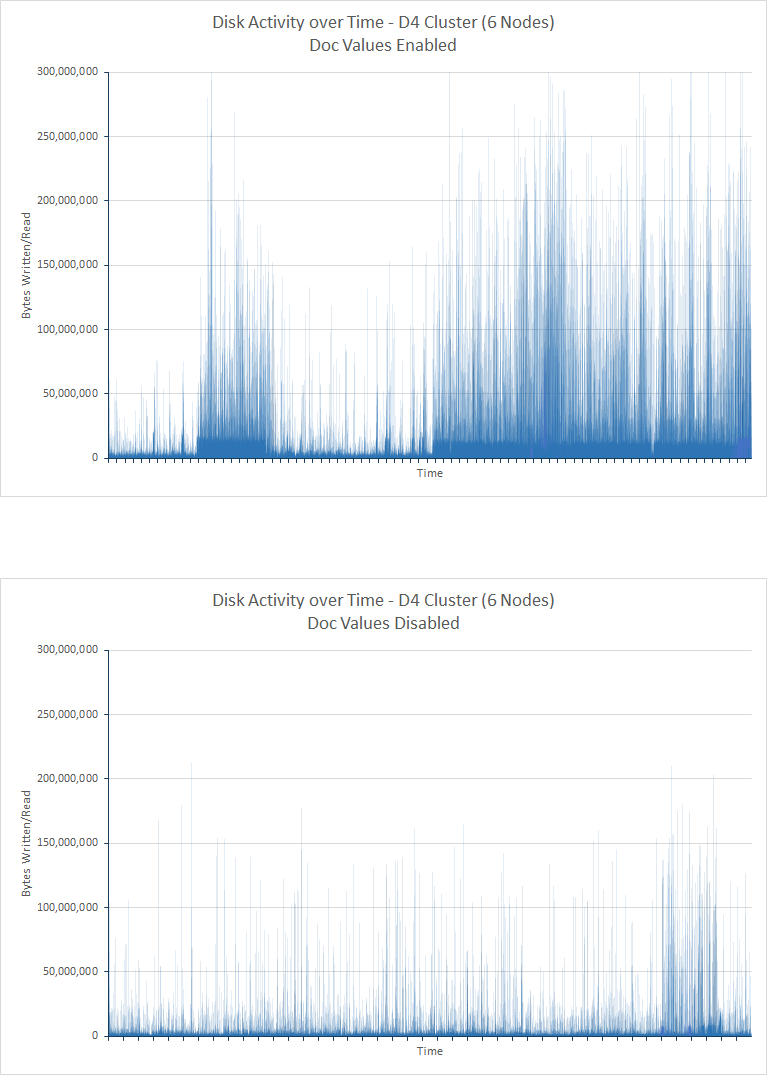 Disk Activity over Time - D4 Cluster (6 Nodes)
Doc Values Enabled
300,000,000
250,000,000
200,000,000
150,000,000
100,000,000
50,000,000
0
Bytes Written/Read
Time
Disk Activity over Time - D4 Cluster (6 Nodes)
Doc Values Disabled
300,000,000
250,000,000
200,000,000
150,000,000
100,000,000
50,000,000
0
Bytes Written/Read
Time